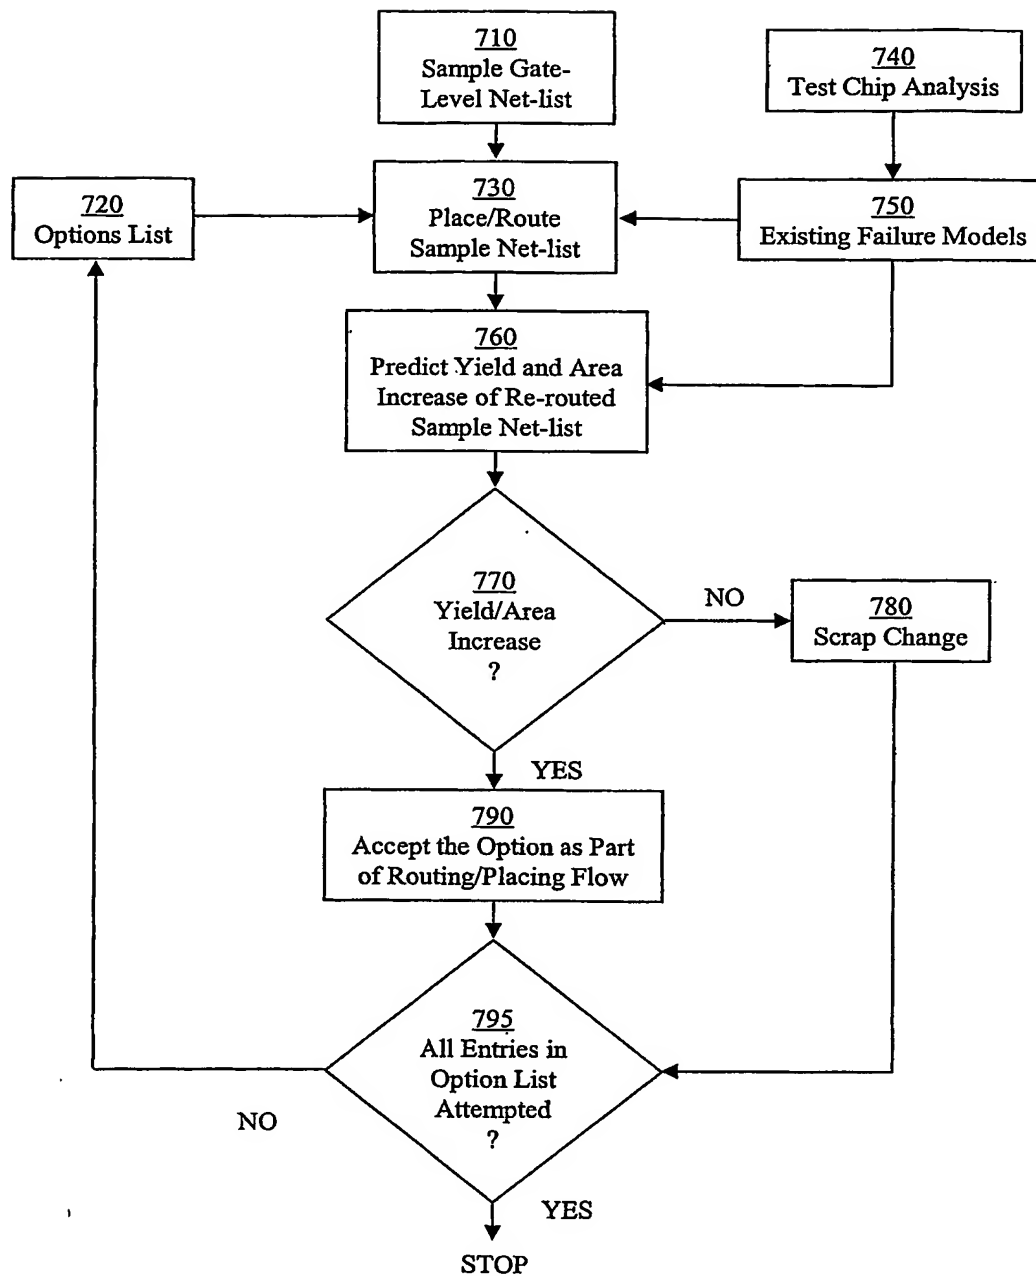 710
Sample Gate-
Level Net-list
740
Test Chip Analysis
720
Options List
730
Place/Route
Sample Net-list
750
Existing Failure Models
760
Predict Yield and Area
Increase of Re-routed
Sample Net-list
770
Yield/Area
Increase
?
NO
780
Scrap Change
YES
790
Accept the Option as Part
of Routing/Placing Flow
795
All Entries in
Option List
Attempted
?
NO
YES
STOP